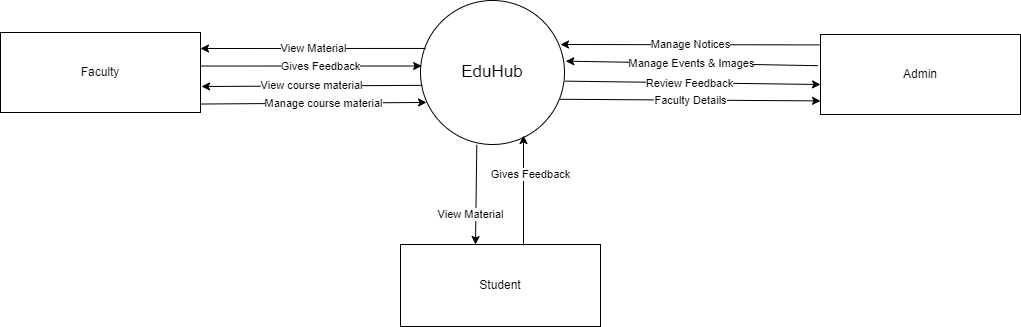 Faculty
View Material
Gives Feedback
View course material
Manage course material
EduHub
Manage Notices
Manage Events & Images
Review Feedback
Faculty Details
Admin
Gives Feedback
View Material
Student